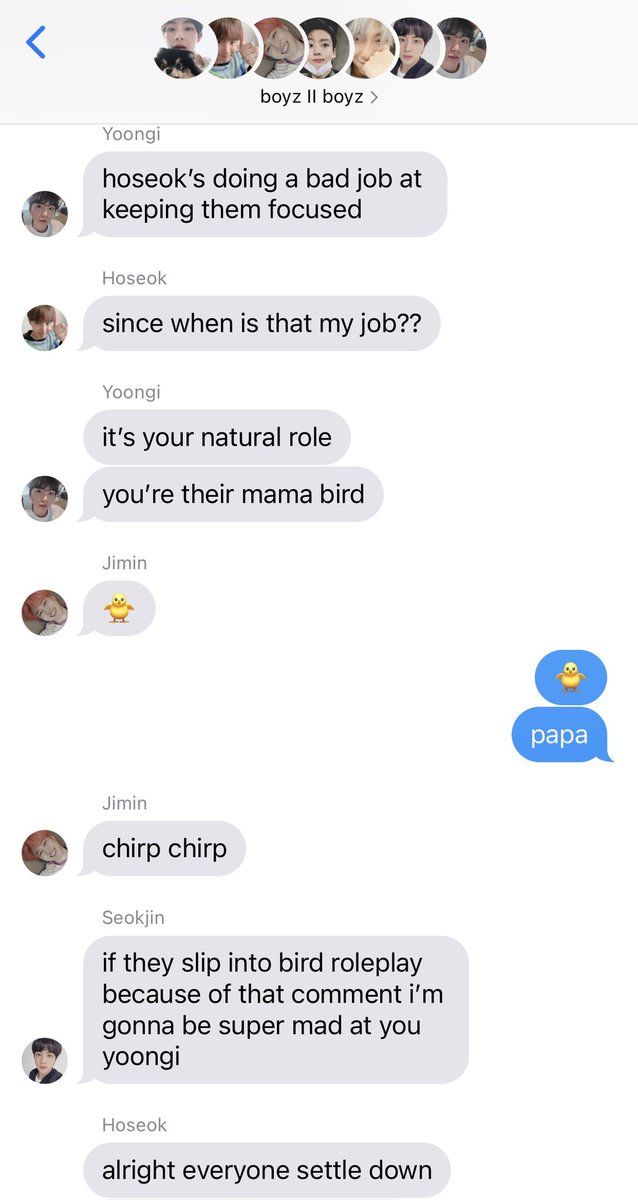 boyz II boyz >
Yoongi
hoseok’s doing a bad job at
keeping them focused
Hoseok
since when is that my job??
Yoongi
it’s your natural role
you’re their mama bird
Jimin
🐥
🐥
papa
Jimin
chirp chirp
Seokjin
if they slip into bird roleplay
because of that comment i’m
gonna be super mad at you
yoongi
Hoseok
alright everyone settle down